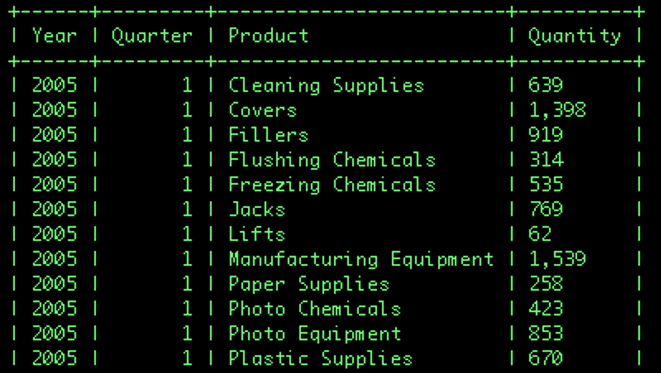 +------+---------+-------------------------+----------+
| Year | Quarter | Product                 | Quantity |
+------+---------+-------------------------+----------+
| 2005 |       1 | Cleaning Supplies       | 639      |
| 2005 |       1 | Covers                  | 1,398    |
| 2005 |       1 | Fillers                 | 919      |
| 2005 |       1 | Flushing Chemicals      | 314      |
| 2005 |       1 | Freezing Chemicals      | 535      |
| 2005 |       1 | Jacks                   | 769      |
| 2005 |       1 | Lifts                   | 62       |
| 2005 |       1 | Manufacturing Equipment | 1,539    |
| 2005 |       1 | Paper Supplies          | 258      |
| 2005 |       1 | Photo Chemicals         | 423      |
| 2005 |       1 | Photo Equipment         | 853      |
| 2005 |       1 | Plastic Supplies        | 670      |